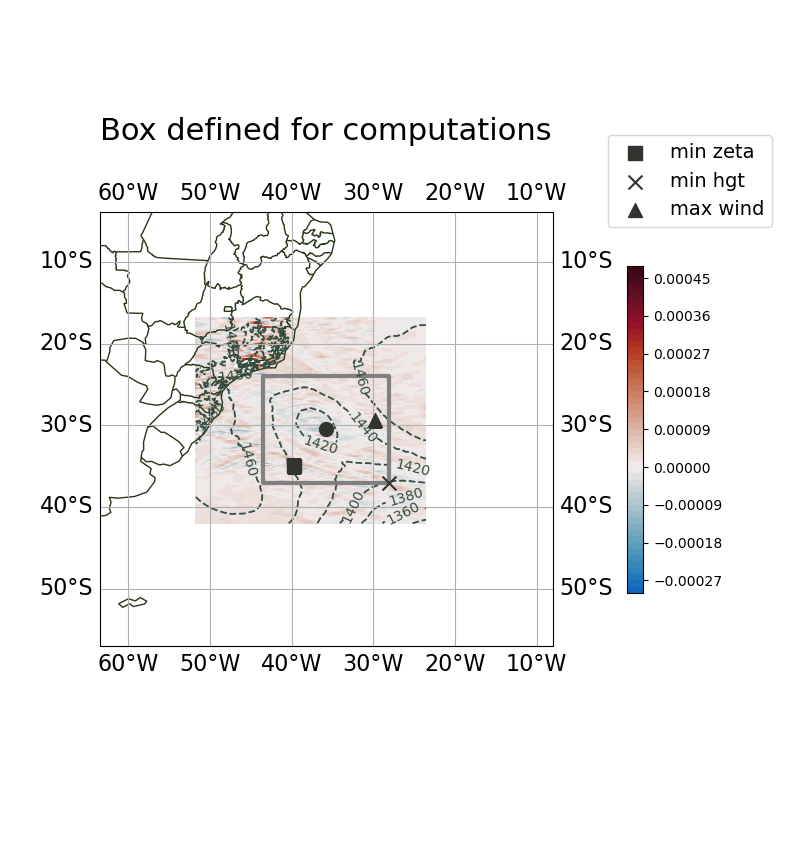 Box defined for computations
min zeta
min hgt
max wind
60°W 50°W 40°W 30°W 20°W 10°W
10°S 10°S
20°S 20°S
30°S 30°S
40°S 40°S
50°S 50°S
60°W 50°W 40°W 30°W 20°W 10°W
1460
1440
1420
1460
1420
1400
1380
1360
0.00045
0.00036
0.00027
0.00018
0.00009
0.00000
−0.00009
−0.00018
−0.00027